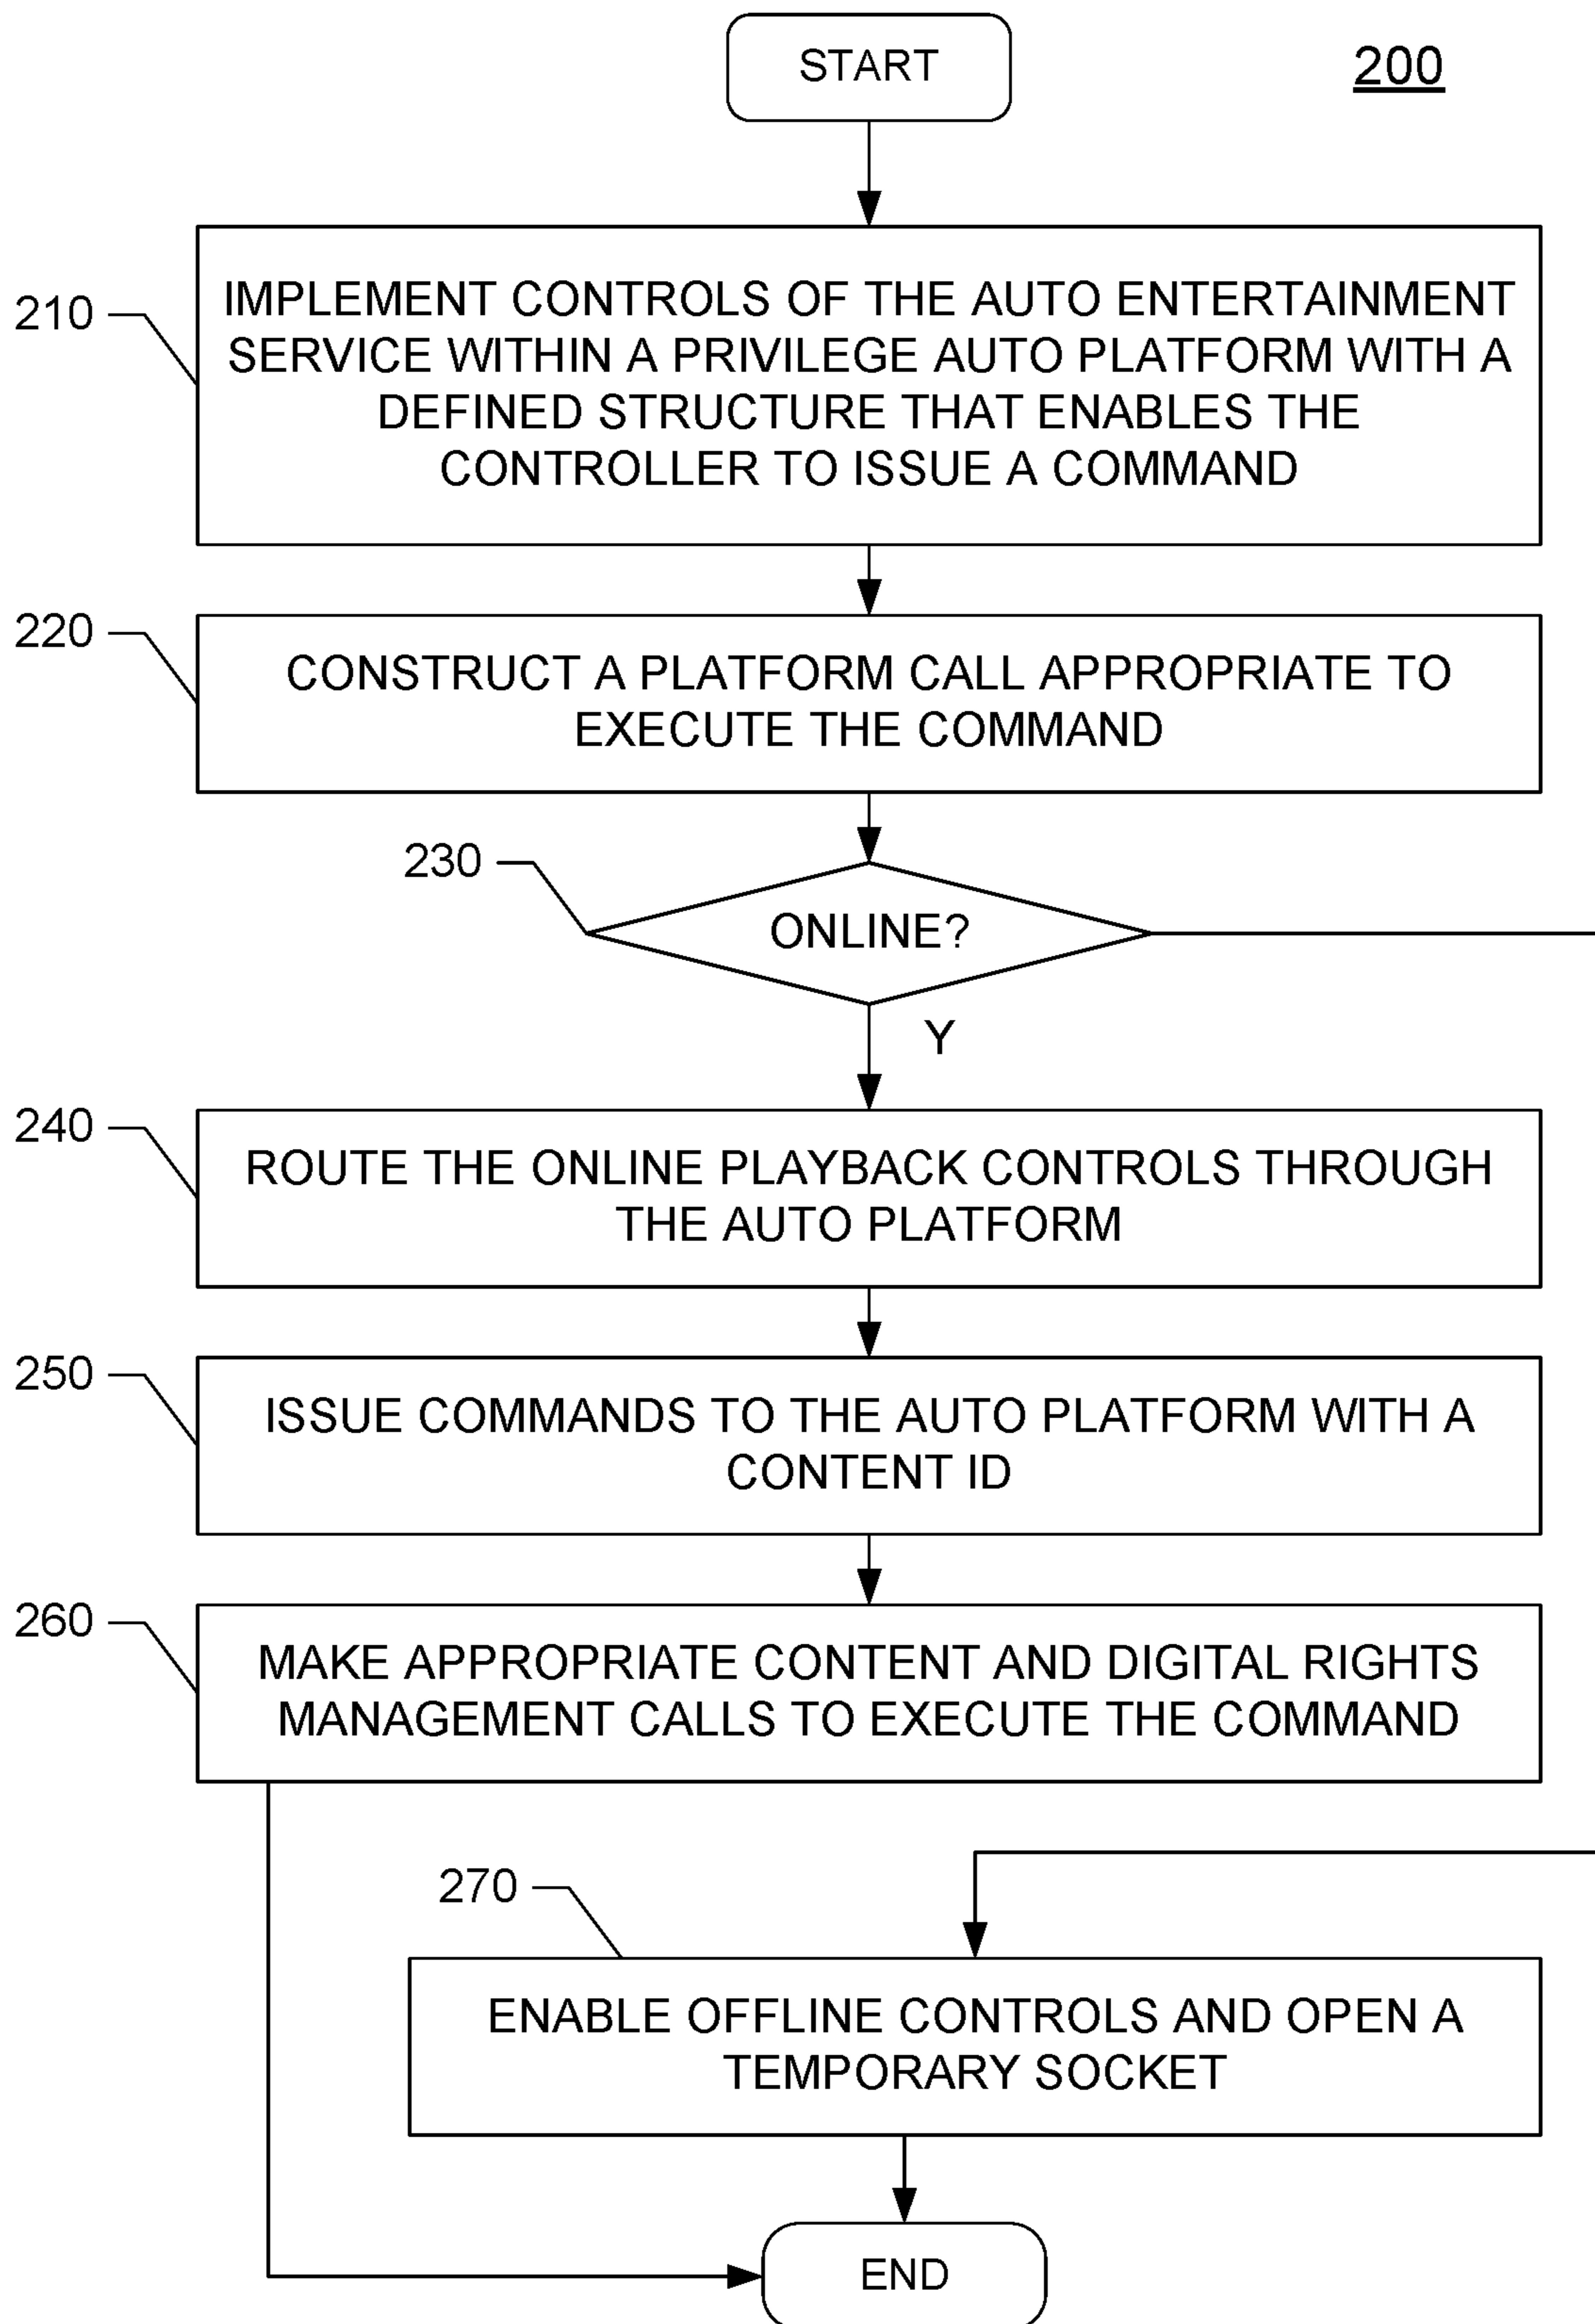 START
200
210
IMPLEMENT CONTROLS OF THE AUTO ENTERTAINMENT
SERVICE WITHIN A PRIVILEGE AUTO PLATFORM WITH A
DEFINED STRUCTURE THAT ENABLES THE
CONTROLLER TO ISSUE A COMMAND
220
CONSTRUCT A PLATFORM CALL APPROPRIATE TO
EXECUTE THE COMMAND
230
ONLINE?
Y
240
ROUTE THE ONLINE PLAYBACK CONTROLS THROUGH
THE AUTO PLATFORM
250
ISSUE COMMANDS TO THE AUTO PLATFORM WITH A
CONTENT ID
260
MAKE APPROPRIATE CONTENT AND DIGITAL RIGHTS
MANAGEMENT CALLS TO EXECUTE THE COMMAND
270
ENABLE OFFLINE CONTROLS AND OPEN A
TEMPORARY SOCKET
END